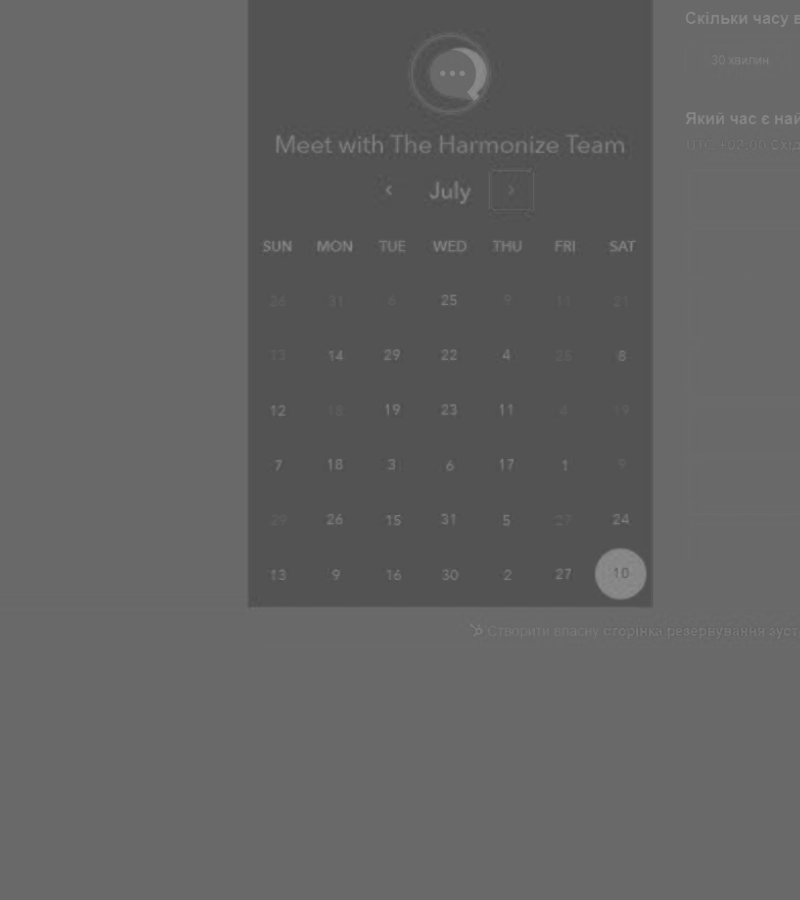 Meet with The Harmonize Team
July
SUN MON TUE WED THU FRI SAT
26 31 6 25 9 11 21
13 14 29 22 4 28 8
12 18 19 23 11 4 19
7 18 3 6 17 1 9
29 26 15 31 5 27 24
13 9 16 30 2 27 10
Скільки часу в
30 хвилин
Який час є най
Створити власну сторінка резервування зуст